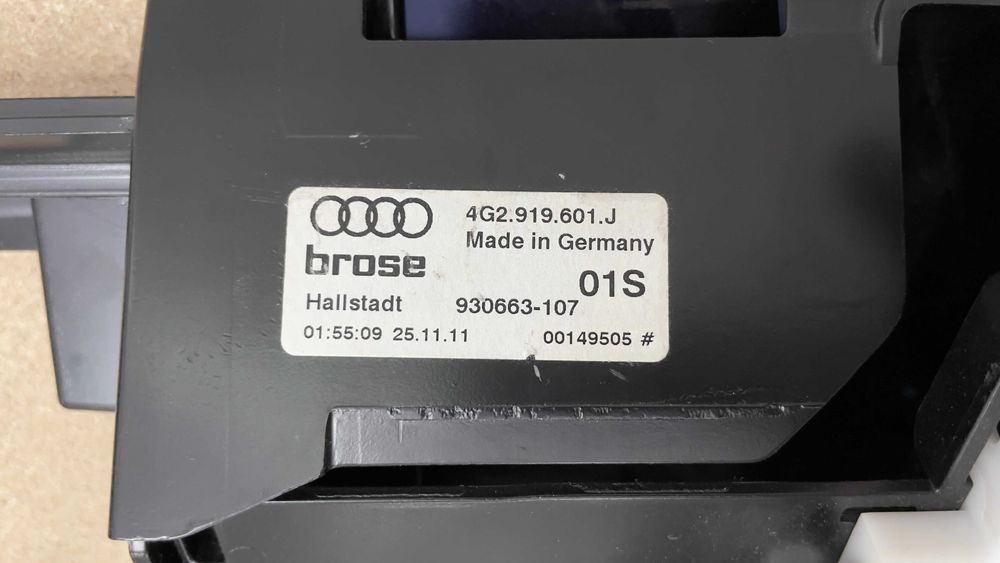 4G2.919.601.J
Made in Germany
brose
01S
Hallstadt 930663-107
01:55:09 25.11.11 00149505 #